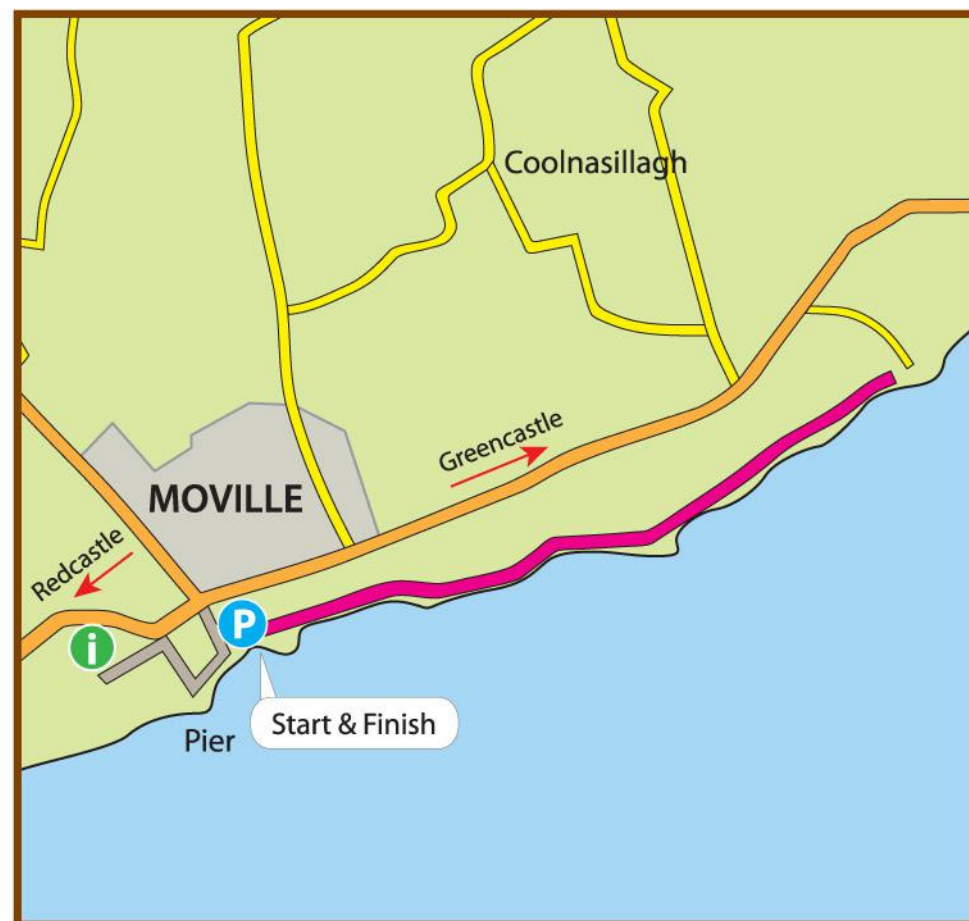 Coolnasillagh
Greencastle
MOVILLE
Redcastle
P
i
Start & Finish
Pier